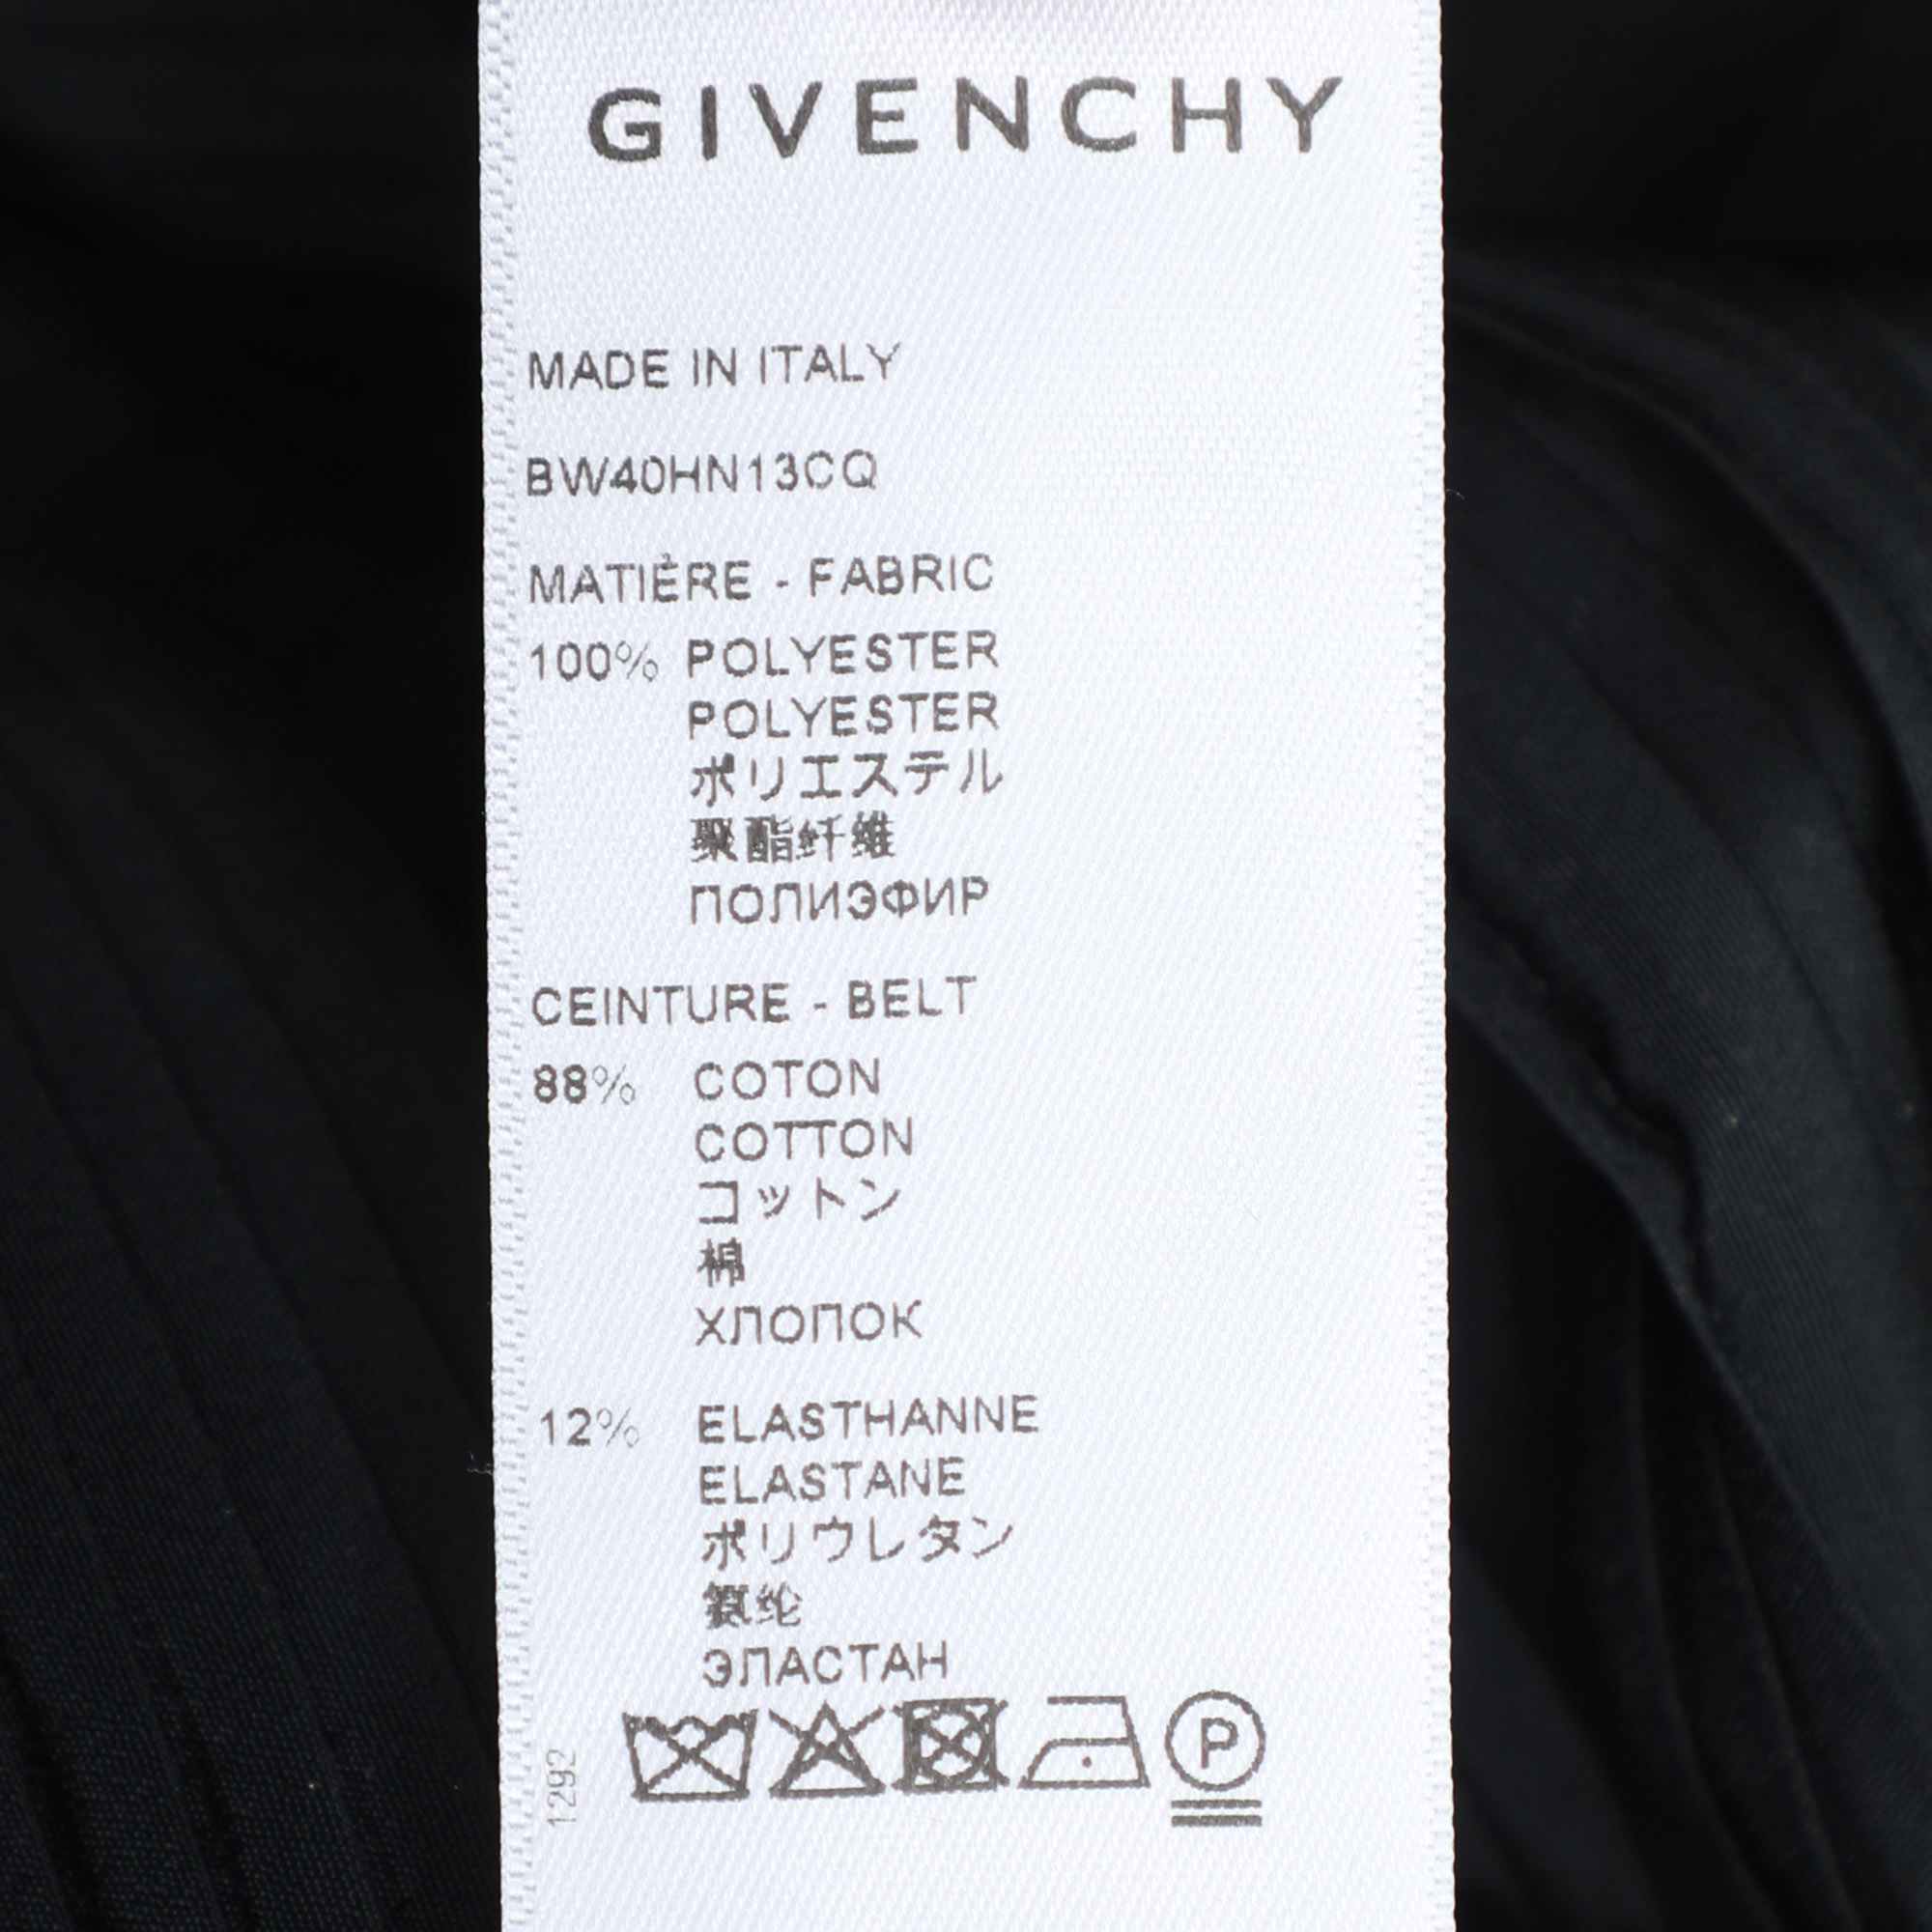 GIVENCHY
MADE IN ITALY
BW40HN13CQ
MATIÈRE - FABRIC
100% POLYESTER
POLYESTER
ポリエステル
聚酯纤维
ПОЛИЭФИР
CEINTURE - BELT
88% COTON
COTTON
コットン
棉
ХЛОПОК
12% ELASTHANNE
ELASTANE
ポリウレタン
氨纶
ЭЛАСТАН
1292
P